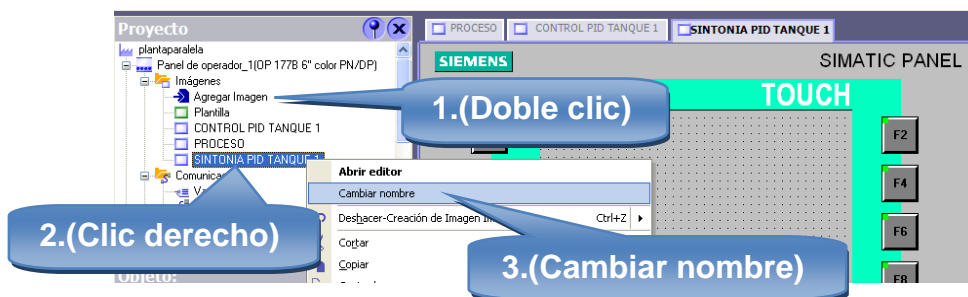 Proyecto
PROCESO
CONTROL PID TANQUE 1
SINTONIA PID TANQUE 1
plantaparalela
Panel de operador_1(OP 177B 6" color PN/DP)
SIEMENS
SIMATIC PANEL
Imágenes
Agregar Imagen
1.(Doble clic)
TOUCH
Plantilla
CONTROL PID TANQUE 1
F2
PROCESO
SINTONIA PID TANQUE 1
Abrir editor
Cambiar nombre
F4
Deshacer-Creación de Imagen
Ctrl+Z
2.(Clic derecho)
F6
Cortar
3.(Cambiar nombre)
Copiar
Objeto:
F8